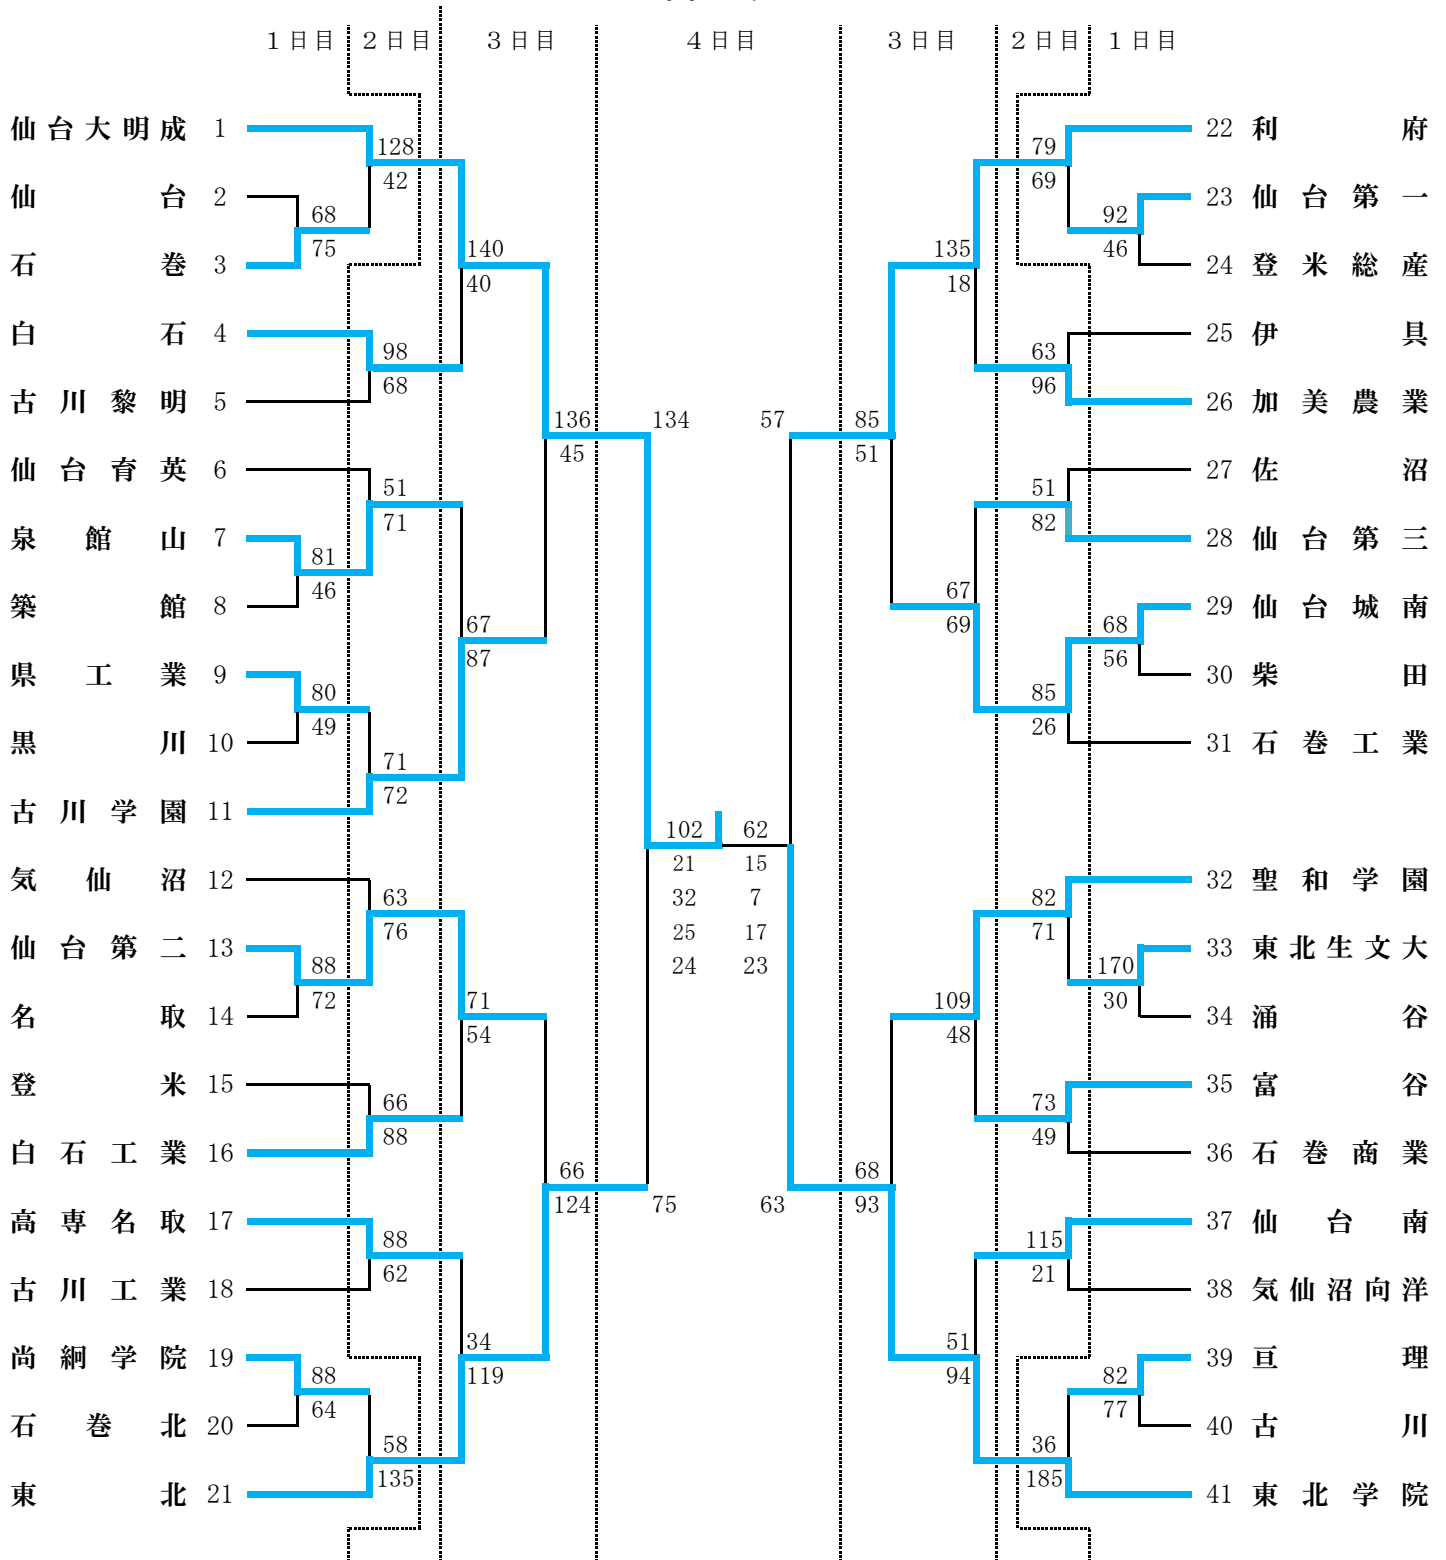 1日目 2日目 3日目 4日目 3日目 2日目 1日目
仙台大明成 1 22 利府
128 79
42 69
仙台 2 23 仙台第一
68 92
75 46
石巻 3 24 登米総産
140 135
40 18
白石 4 25 伊具
98 63
68 96
古川黎明 5 26 加美農業
136 134 57 85
45 51
仙台育英 6 27 佐沼
51 51
71 82
泉館山 7 28 仙台第三
81
46
築館 8 29 仙台城南
67 67 68
87 69 56
県工業 9 30 柴田
80 85
49 26
黒川 10 31 石巻工業
71
72
古川学園 11
102 62
21 15
気仙沼 12 32 聖和学園
63 32 7 82
76 25 17 71
仙台第二 13 33 東北生文大
88 24 23 170
72 30
名取 14 34 涌谷
71 109
54 48
登米 15 35 富谷
66 73
88 49
白石工業 16 36 石巻商業
66 68
124 75 63 93
高専名取 17 37 仙台南
88 115
62 21
古川工業 18 38 気仙沼向洋
34 51
119 94
尚絅学院 19 39 亘理
88 82
64 77
石巻北 20 40 古川
58 36
135 185
東北 21 41 東北学院